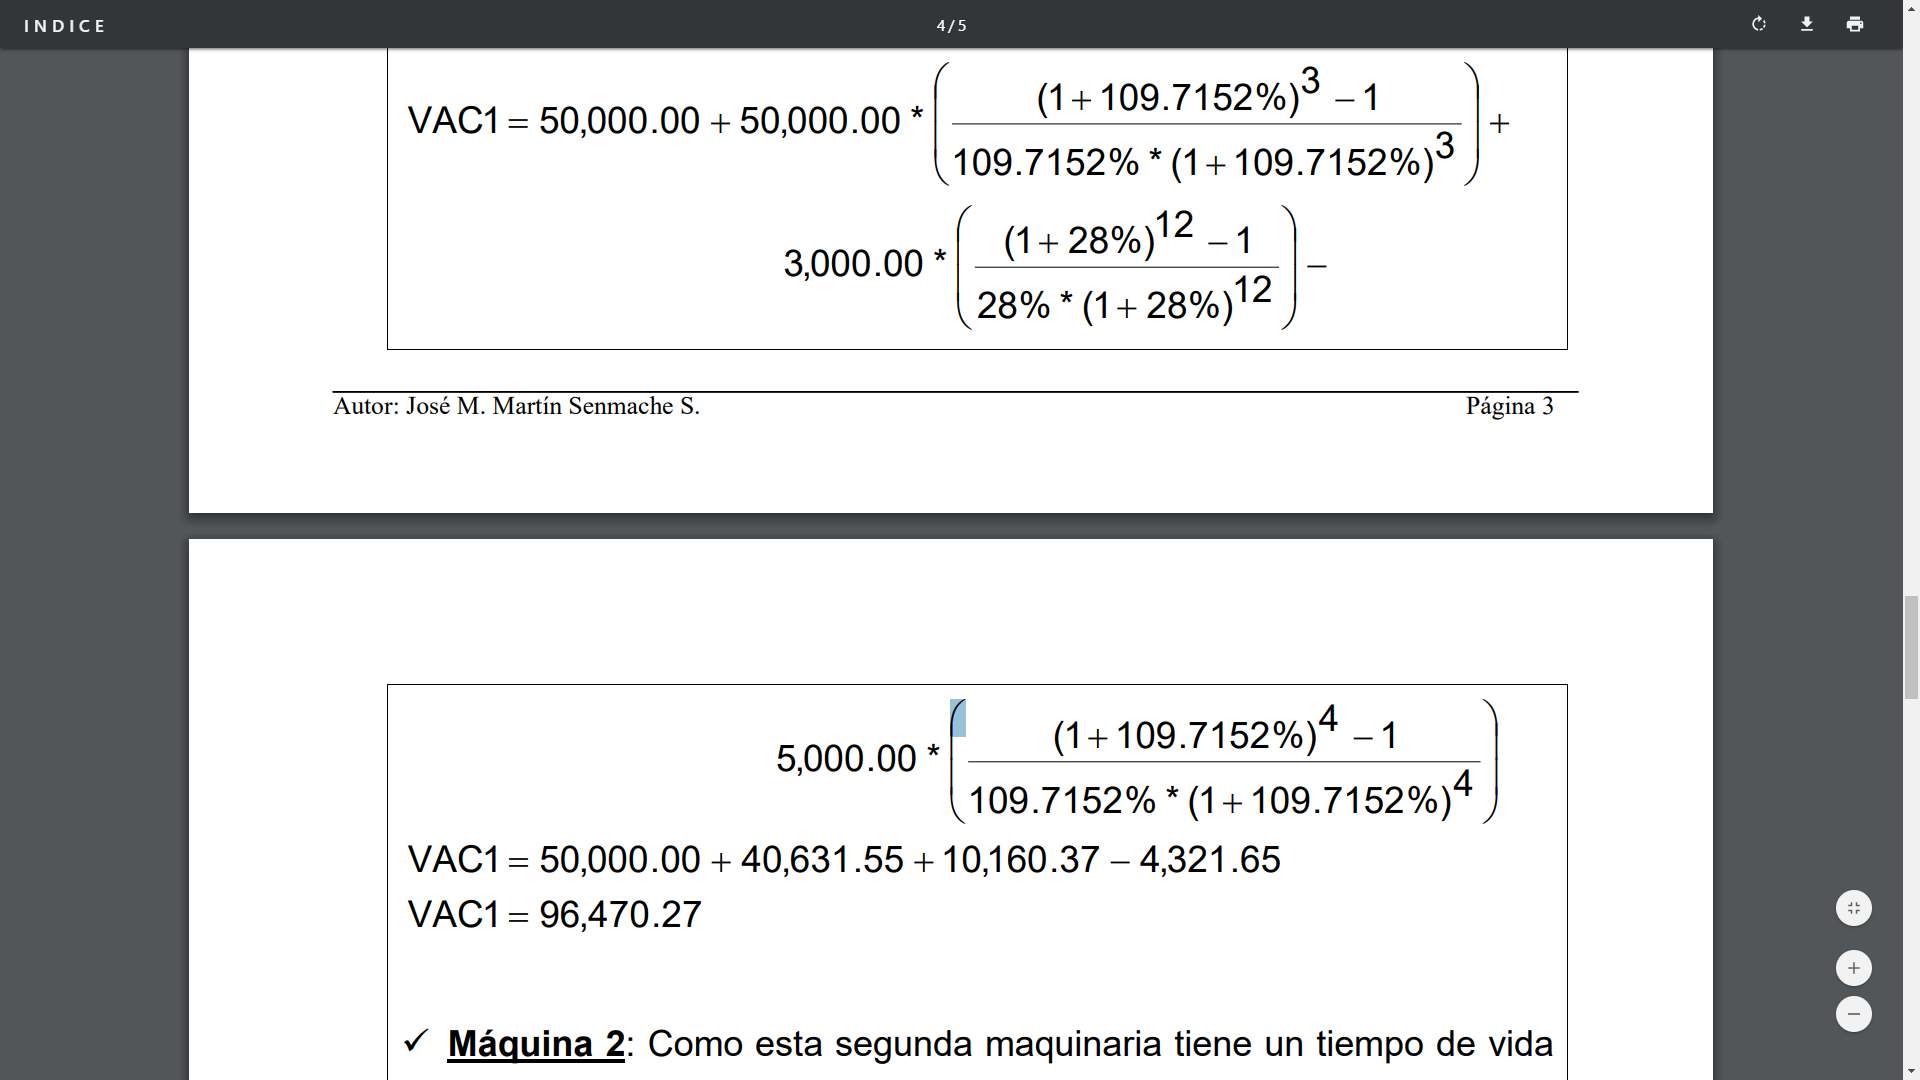 INDICE
4/5
VAC1 = 50,000.00 + 50,000.00 * ( (1 + 109.7152%)^3 − 1 / 109.7152% * (1 + 109.7152%)^3 ) +
3,000.00 * ( (1 + 28%)^12 − 1 / 28% * (1 + 28%)^12 ) −
Autor: José M. Martín Senmache S. Página 3
5,000.00 * ( (1 + 109.7152%)^4 − 1 / 109.7152% * (1 + 109.7152%)^4 )
VAC1 = 50,000.00 + 40,631.55 + 10,160.37 − 4,321.65
VAC1 = 96,470.27
✓ Máquina 2: Como esta segunda maquinaria tiene un tiempo de vida